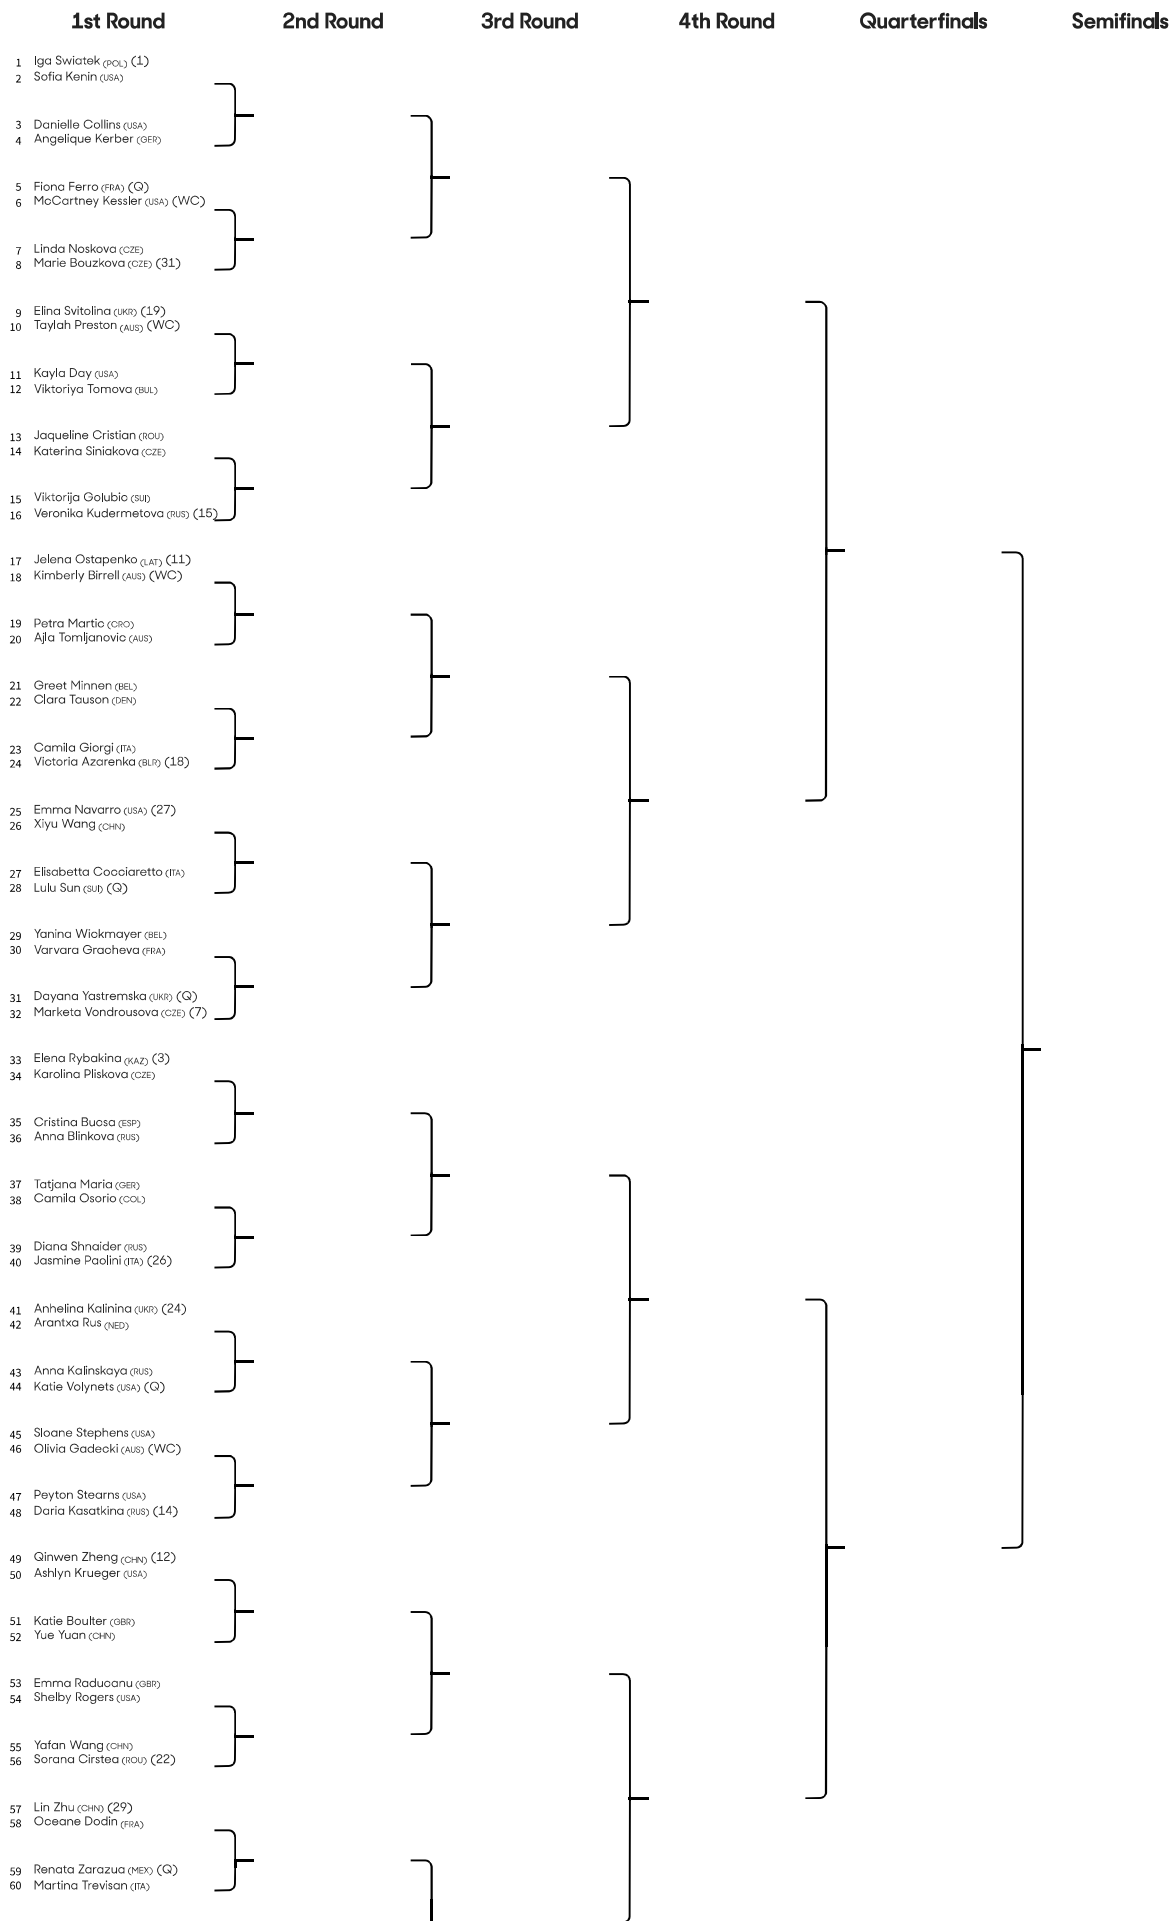 1st Round 2nd Round 3rd Round 4th Round Quarterfinals Semifinals
1 Iga Swiatek (POL) (1)
2 Sofia Kenin (USA)
3 Danielle Collins (USA)
4 Angelique Kerber (GER)
5 Fiona Ferro (FRA) (Q)
6 McCartney Kessler (USA) (WC)
7 Linda Noskova (CZE)
8 Marie Bouzkova (CZE) (31)
9 Elina Svitolina (UKR) (19)
10 Taylah Preston (AUS) (WC)
11 Kayla Day (USA)
12 Viktoriya Tomova (BUL)
13 Jaqueline Cristian (ROU)
14 Katerina Siniakova (CZE)
15 Viktorija Golubic (SUI)
16 Veronika Kudermetova (RUS) (15)
17 Jelena Ostapenko (LAT) (11)
18 Kimberly Birrell (AUS) (WC)
19 Petra Martic (CRO)
20 Ajla Tomljanovic (AUS)
21 Greet Minnen (BEL)
22 Clara Tauson (DEN)
23 Camila Giorgi (ITA)
24 Victoria Azarenka (BLR) (18)
25 Emma Navarro (USA) (27)
26 Xiyu Wang (CHN)
27 Elisabetta Cocciaretto (ITA)
28 Lulu Sun (SUI) (Q)
29 Yanina Wickmayer (BEL)
30 Varvara Gracheva (FRA)
31 Dayana Yastremska (UKR) (Q)
32 Marketa Vondrousova (CZE) (7)
33 Elena Rybakina (KAZ) (3)
34 Karolina Pliskova (CZE)
35 Cristina Bucsa (ESP)
36 Anna Blinkova (RUS)
37 Tatjana Maria (GER)
38 Camila Osorio (COL)
39 Diana Shnaider (RUS)
40 Jasmine Paolini (ITA) (26)
41 Anhelina Kalinina (UKR) (24)
42 Arantxa Rus (NED)
43 Anna Kalinskaya (RUS)
44 Katie Volynets (USA) (Q)
45 Sloane Stephens (USA)
46 Olivia Gadecki (AUS) (WC)
47 Peyton Stearns (USA)
48 Daria Kasatkina (RUS) (14)
49 Qinwen Zheng (CHN) (12)
50 Ashlyn Krueger (USA)
51 Katie Boulter (GBR)
52 Yue Yuan (CHN)
53 Emma Raducanu (GBR)
54 Shelby Rogers (USA)
55 Yafan Wang (CHN)
56 Sorana Cirstea (ROU) (22)
57 Lin Zhu (CHN) (29)
58 Oceane Dodin (FRA)
59 Renata Zarazua (MEX) (Q)
60 Martina Trevisan (ITA)